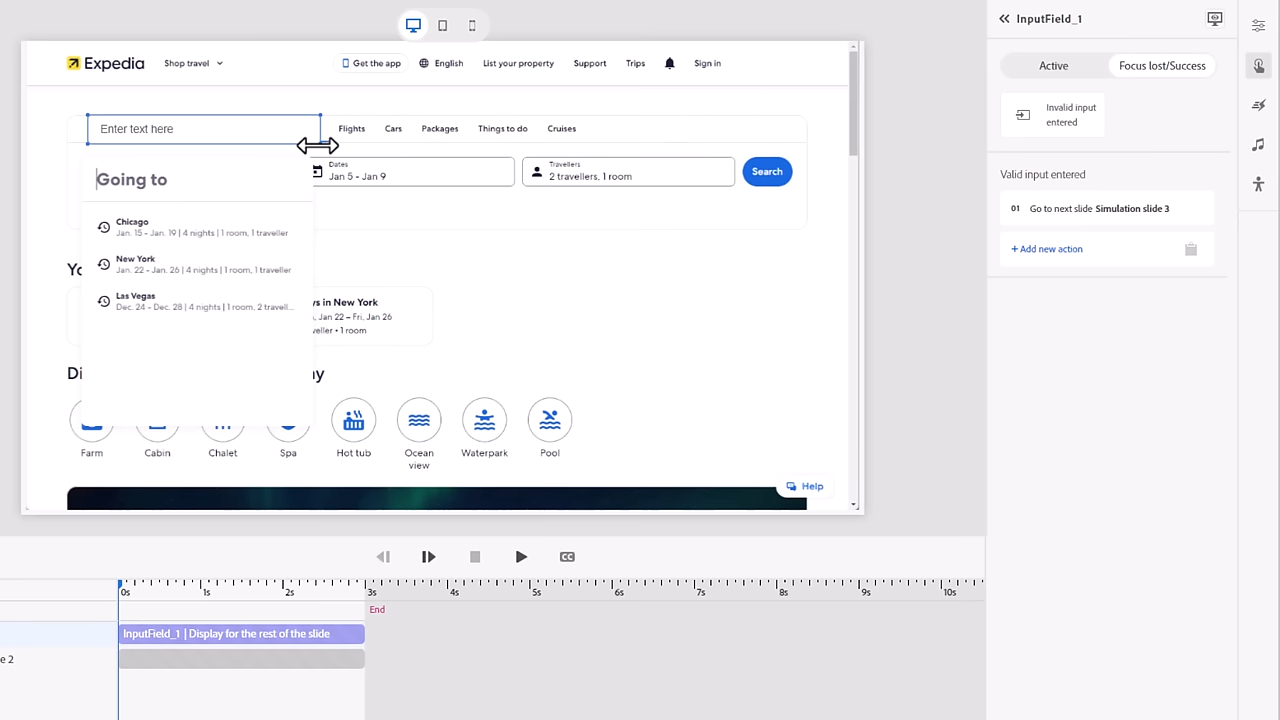 InputField_1
Active
Focus lost/Success
Invalid input
entered
Valid input entered
01 Go to next slide Simulation slide 3
+ Add new action
Expedia
Shop travel
Get the app
English
List your property
Support
Trips
Sign in
Enter text here
Flights
Cars
Packages
Things to do
Cruises
Going to
Dates
Jan 5 - Jan 9
Travellers
2 travellers, 1 room
Search
Chicago
Jan. 15 - Jan. 19 | 4 nights | 1 room, 1 traveller
New York
Jan. 22 - Jan. 26 | 4 nights | 1 room, 1 traveller
Las Vegas
Dec. 24 - Dec. 28 | 4 nights | 1 room, 2 travell...
Yo
ys in New York
, Jan 22 – Fri. Jan 26
veller • 1 room
Di
ay
Farm
Cabin
Chalet
Spa
Hot tub
Ocean
view
Waterpark
Pool
Help
CC
0s
1s
2s
3s
4s
5s
6s
7s
8s
9s
10s
End
InputField_1 | Display for the rest of the slide
e 2